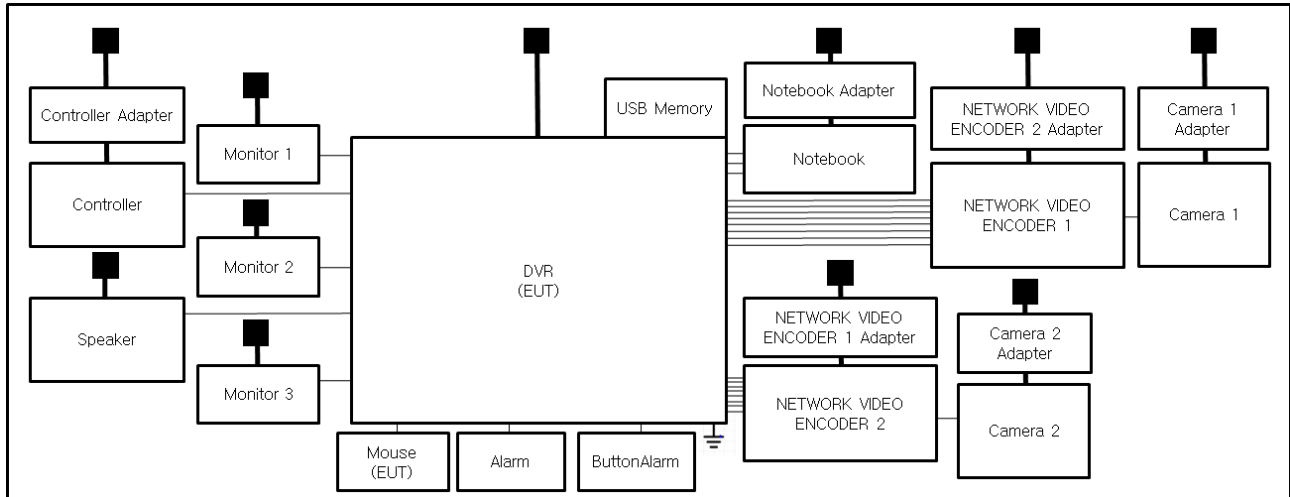 Controller Adapter
Controller
Speaker
Monitor 1
Monitor 2
Monitor 3
USB Memory
DVR
(EUT)
Mouse
(EUT)
Alarm
ButtonAlarm
Notebook Adapter
Notebook
NETWORK VIDEO
ENCODER 2 Adapter
NETWORK VIDEO
ENCODER 1
Camera 1
Adapter
Camera 1
NETWORK VIDEO
ENCODER 1 Adapter
NETWORK VIDEO
ENCODER 2
Camera 2
Adapter
Camera 2